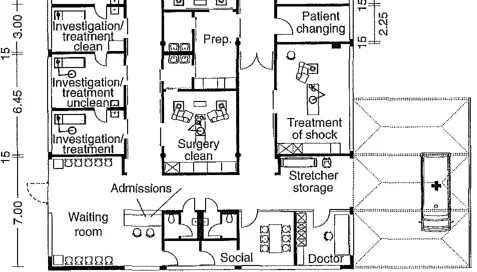 Patient
changing
Prep.
Investigation/
treatment
clean
Investigation/
treatment
unclean
Investigation/
treatment
Surgery
clean
Treatment
of shock
Stretcher
storage
Admissions
Waiting
room
Social
Doctor
3.00
15
6.45
15
7.00
15
2.25
15